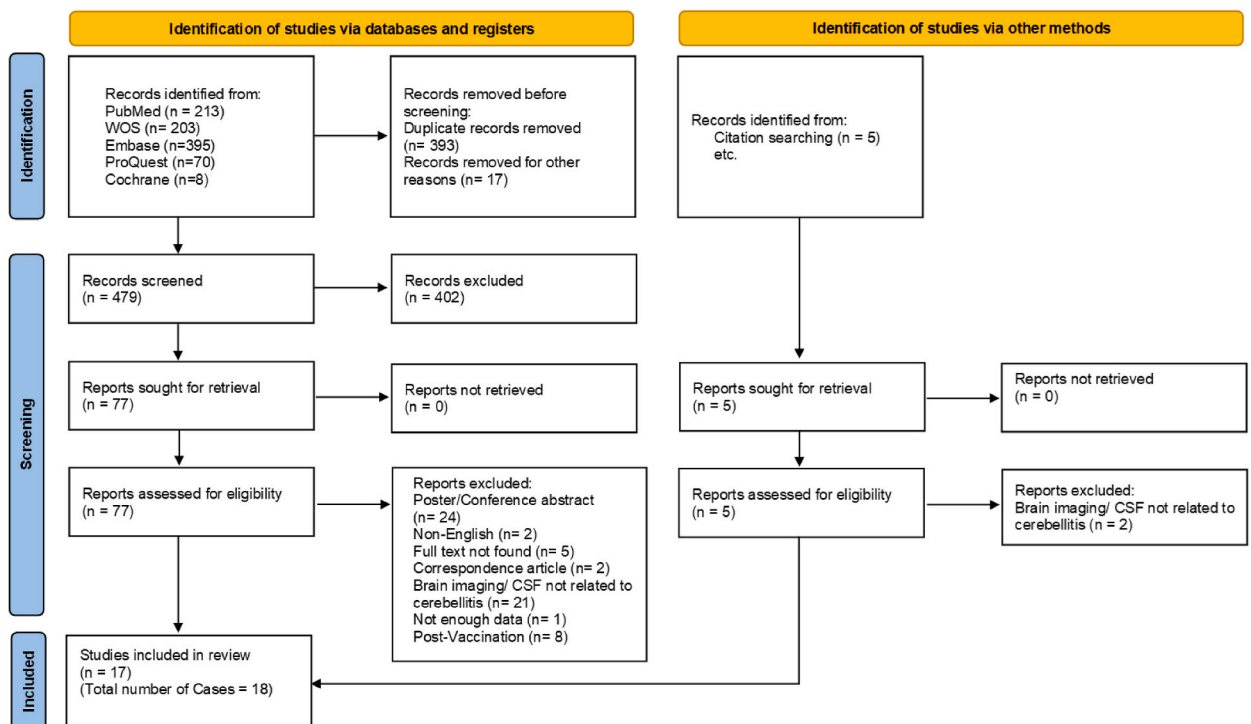 Identification of studies via databases and registers
Identification of studies via other methods
Identification
Records identified from:
PubMed (n = 213)
WOS (n= 203)
Embase (n=395)
ProQuest (n=70)
Cochrane (n=8)
Records removed before
screening:
Duplicate records removed
(n= 393)
Records removed for other
reasons (n= 17)
Records identified from:
Citation searching (n = 5)
etc.
Screening
Records screened
(n = 479)
Records excluded
(n = 402)
Reports sought for retrieval
(n = 77)
Reports not retrieved
(n = 0)
Reports sought for retrieval
(n = 5)
Reports not retrieved
(n = 0)
Reports assessed for eligibility
(n = 77)
Reports excluded:
Poster/Conference abstract
(n = 24)
Non-English (n= 2)
Full text not found (n= 5)
Correspondence article (n= 2)
Brain imaging/ CSF not related to
cerebellitis (n = 21)
Not enough data (n = 1)
Post-Vaccination (n = 8)
Reports assessed for eligibility
(n = 5)
Reports excluded:
Brain imaging/ CSF not related to
cerebellitis (n = 2)
Included
Studies included in review
(n = 17)
(Total number of Cases = 18)